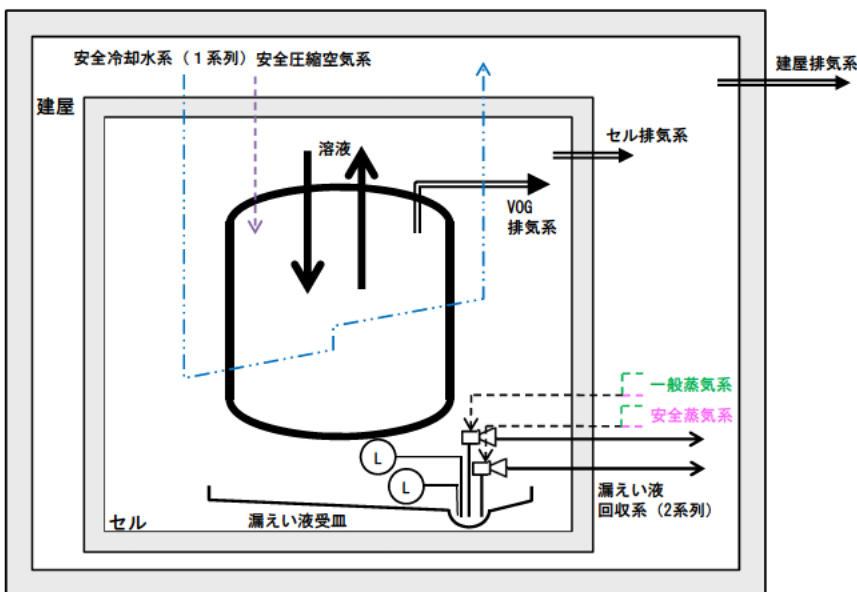 安全冷却水系（１系列）
安全圧縮空気系
建屋排気系
建屋
セル排気系
溶液
VOG
排気系
一般蒸気系
安全蒸気系
L
L
漏えい液
回収系（2系列）
漏えい液受皿
セル